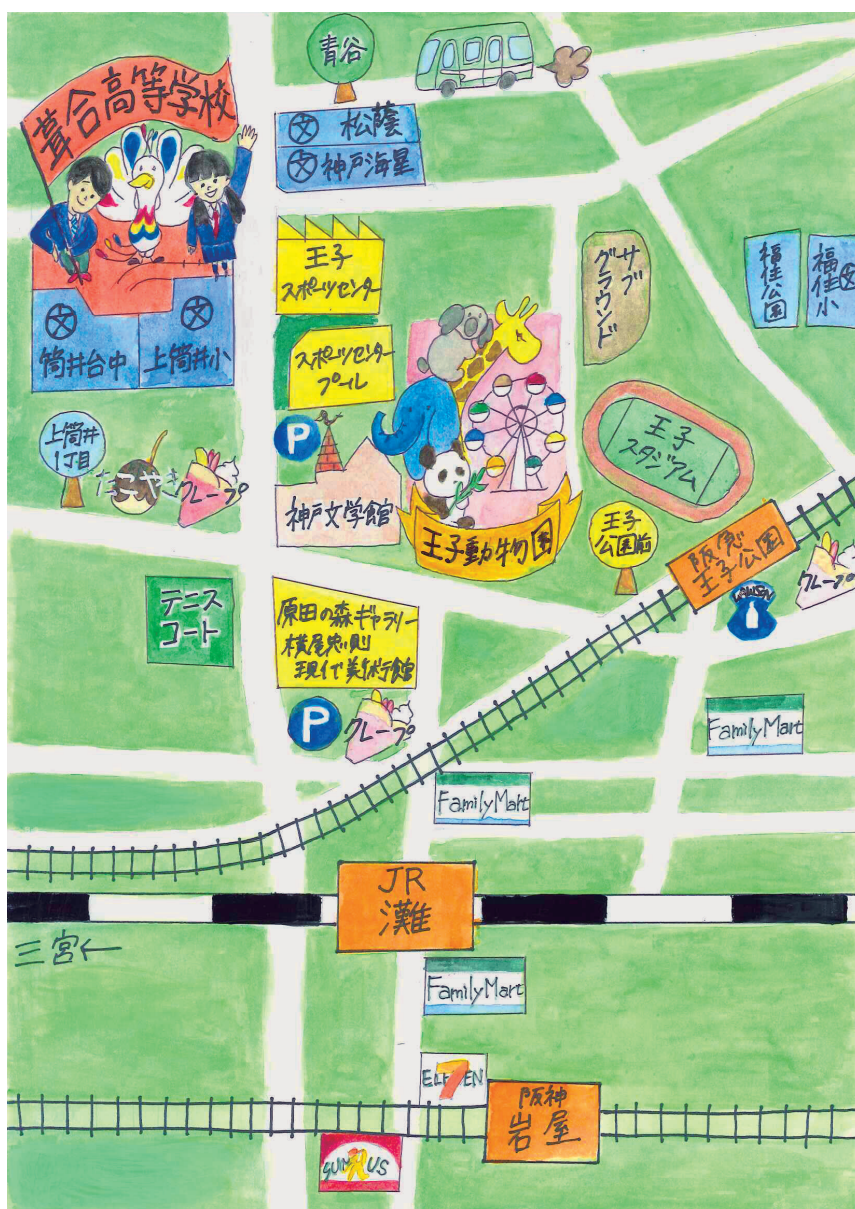 葺合高等学校
青谷
文 松蔭
文 神戸海星
王子
スポーツセンター
サブ
グラウンド
福住公園
福住小
文
文
文
筒井台中
上筒井小
スポーツセンター
プール
上筒井
1丁目
たこやき
クレープ
P
神戸文学館
王子動物園
王子
スタジアム
王子
公園前
阪急
王子公園
クレープ
LAWSON
テニス
コート
原田の森ギャラリー
横尾忠則
現代美術館
P
クレープ
FamilyMart
FamilyMart
JR
灘
三宮←
FamilyMart
ELEVEN
7
阪神
岩屋
SUNKUS